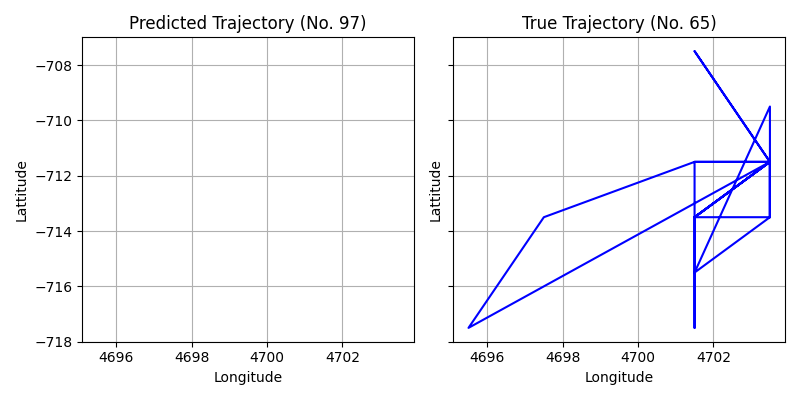 Predicted Trajectory (No. 97)
True Trajectory (No. 65)
−708
−710
−712
−714
−716
−718
Lattitude
Lattitude
4696 4698 4700 4702
4696 4698 4700 4702
Longitude
Longitude